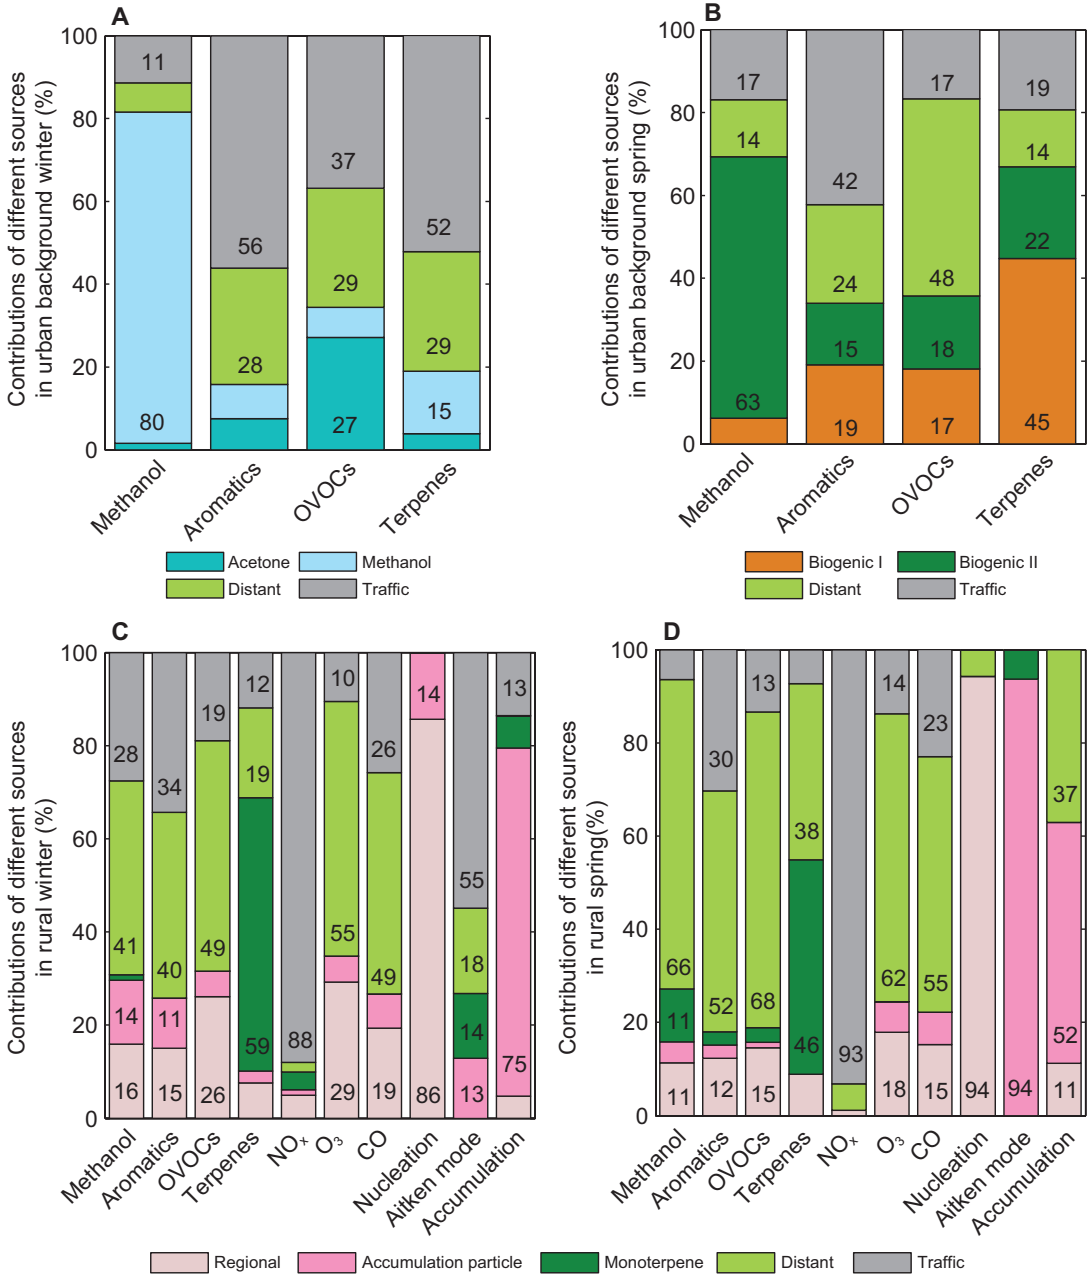 A
Contributions of different sources
in urban background winter (%)
100
80
60
40
20
0
11
80
56
28
37
29
27
52
29
15
Methanol
Aromatics
OVOCs
Terpenes
Acetone
Methanol
Distant
Traffic
B
Contributions of different sources
in urban background spring (%)
100
80
60
40
20
0
17
14
63
42
24
15
19
17
48
18
17
19
14
22
45
Methanol
Aromatics
OVOCs
Terpenes
Biogenic I
Biogenic II
Distant
Traffic
C
Contributions of different sources
in rural winter (%)
100
80
60
40
20
0
28
41
14
16
34
40
11
15
19
49
26
12
19
59
88
10
55
29
26
49
19
14
86
55
18
14
13
13
75
Methanol
Aromatics
OVOCs
Terpenes
NOₓ
O₃
CO
Nucleation
Aitken mode
Accumulation
D
Contributions of different sources
in rural spring(%)
100
80
60
40
20
0
66
11
11
30
52
12
13
68
15
38
46
93
14
62
18
23
55
15
94
94
37
52
11
Methanol
Aromatics
OVOCs
Terpenes
NOₓ
O₃
CO
Nucleation
Aitken mode
Accumulation
Regional
Accumulation particle
Monoterpene
Distant
Traffic